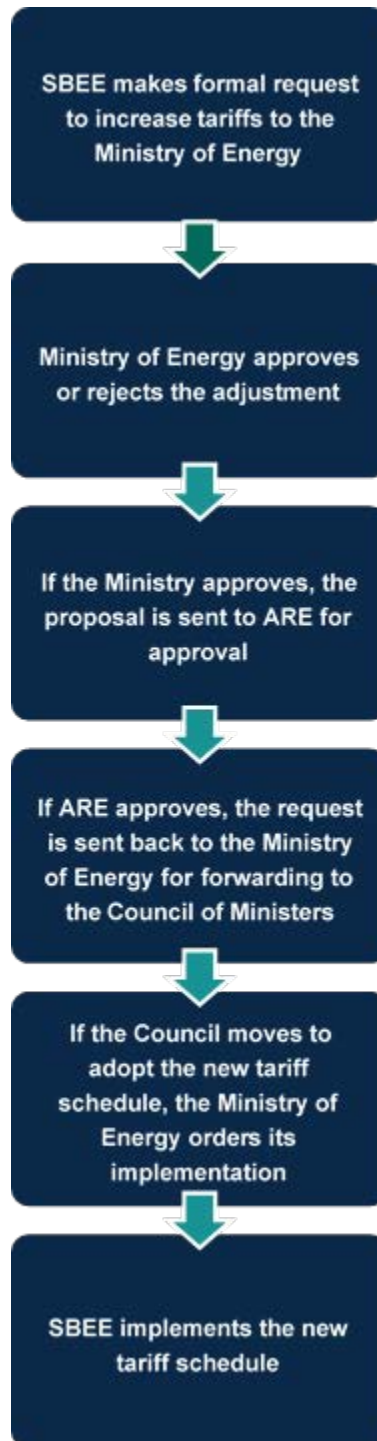 SBEE makes formal request
to increase tariffs to the
Ministry of Energy
Ministry of Energy approves
or rejects the adjustment
If the Ministry approves, the
proposal is sent to ARE for
approval
If ARE approves, the request
is sent back to the Ministry
of Energy for forwarding to
the Council of Ministers
If the Council moves to
adopt the new tariff
schedule, the Ministry of
Energy orders its
implementation
SBEE implements the new
tariff schedule